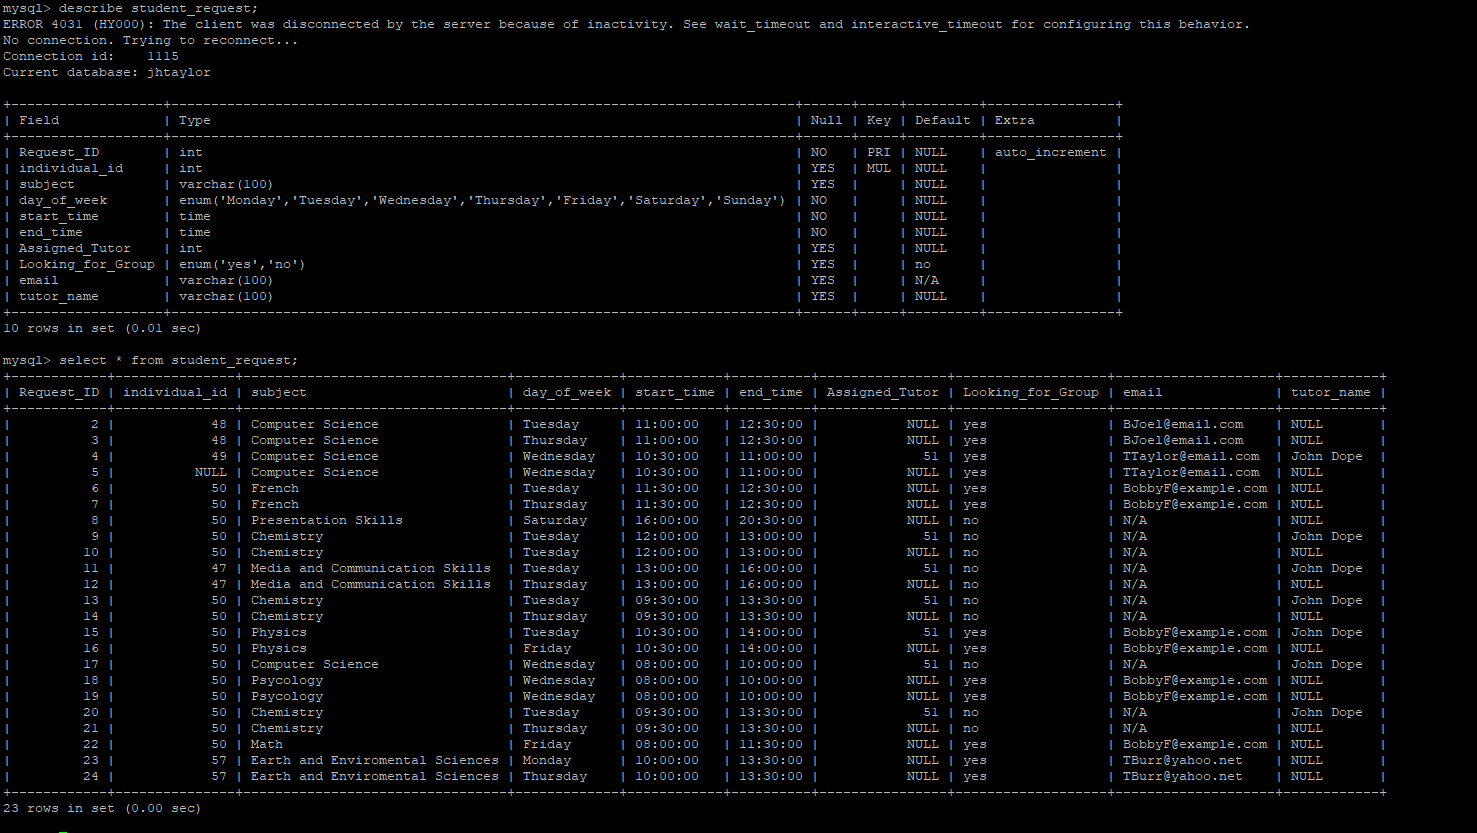 mysql> describe student_request;
ERROR 4031 (HY000): The client was disconnected by the server because of inactivity. See wait_timeout and interactive_timeout for configuring this behavior.
No connection. Trying to reconnect...
Connection id:    1115
Current database: jhtaylor
+-------------------+------------------------------------------------------------------------------+------+-----+---------+----------------+
| Field             | Type                                                                         | Null | Key | Default | Extra          |
+-------------------+------------------------------------------------------------------------------+------+-----+---------+----------------+
| Request_ID        | int                                                                          | NO   | PRI | NULL    | auto_increment |
| individual_id     | int                                                                          | YES  | MUL | NULL    |                |
| subject           | varchar(100)                                                                 | YES  |     | NULL    |                |
| day_of_week       | enum('Monday','Tuesday','Wednesday','Thursday','Friday','Saturday','Sunday') | NO   |     | NULL    |                |
| start_time        | time                                                                         | NO   |     | NULL    |                |
| end_time          | time                                                                         | NO   |     | NULL    |                |
| Assigned_Tutor    | int                                                                          | YES  |     | NULL    |                |
| Looking_for_Group | enum('yes','no')                                                             | YES  |     | no      |                |
| email             | varchar(100)                                                                 | YES  |     | N/A     |                |
| tutor_name        | varchar(100)                                                                 | YES  |     | NULL    |                |
+-------------------+------------------------------------------------------------------------------+------+-----+---------+----------------+
10 rows in set (0.01 sec)
mysql> select * from student_request;
+------------+---------------+--------------------------------+-------------+------------+----------+----------------+-------------------+--------------------+------------+
| Request_ID | individual_id | subject                        | day_of_week | start_time | end_time | Assigned_Tutor | Looking_for_Group | email              | tutor_name |
+------------+---------------+--------------------------------+-------------+------------+----------+----------------+-------------------+--------------------+------------+
|          2 |            48 | Computer Science               | Tuesday     | 11:00:00   | 12:30:00 |           NULL | yes               | BJoel@email.com    | NULL       |
|          3 |            48 | Computer Science               | Thursday    | 11:00:00   | 12:30:00 |           NULL | yes               | BJoel@email.com    | NULL       |
|          4 |            49 | Computer Science               | Wednesday   | 10:30:00   | 11:00:00 |             51 | yes               | TTaylor@email.com  | John Dope  |
|          5 |          NULL | Computer Science               | Wednesday   | 10:30:00   | 11:00:00 |           NULL | yes               | TTaylor@email.com  | NULL       |
|          6 |            50 | French                         | Tuesday     | 11:30:00   | 12:30:00 |           NULL | yes               | BobbyF@example.com | NULL       |
|          7 |            50 | French                         | Thursday    | 11:30:00   | 12:30:00 |           NULL | yes               | BobbyF@example.com | NULL       |
|          8 |            50 | Presentation Skills            | Saturday    | 16:00:00   | 20:30:00 |           NULL | no                | N/A                | NULL       |
|          9 |            50 | Chemistry                      | Tuesday     | 12:00:00   | 13:00:00 |             51 | no                | N/A                | John Dope  |
|         10 |            50 | Chemistry                      | Tuesday     | 12:00:00   | 13:00:00 |           NULL | no                | N/A                | NULL       |
|         11 |            47 | Media and Communication Skills | Tuesday     | 13:00:00   | 16:00:00 |             51 | no                | N/A                | John Dope  |
|         12 |            47 | Media and Communication Skills | Thursday    | 13:00:00   | 16:00:00 |           NULL | no                | N/A                | NULL       |
|         13 |            50 | Chemistry                      | Tuesday     | 09:30:00   | 13:30:00 |             51 | no                | N/A                | John Dope  |
|         14 |            50 | Chemistry                      | Thursday    | 09:30:00   | 13:30:00 |           NULL | no                | N/A                | NULL       |
|         15 |            50 | Physics                        | Tuesday     | 10:30:00   | 14:00:00 |             51 | yes               | BobbyF@example.com | John Dope  |
|         16 |            50 | Physics                        | Friday      | 10:30:00   | 14:00:00 |           NULL | yes               | BobbyF@example.com | NULL       |
|         17 |            50 | Computer Science               | Wednesday   | 08:00:00   | 10:00:00 |             51 | no                | N/A                | John Dope  |
|         18 |            50 | Psycology                      | Wednesday   | 08:00:00   | 10:00:00 |           NULL | yes               | BobbyF@example.com | NULL       |
|         19 |            50 | Psycology                      | Wednesday   | 08:00:00   | 10:00:00 |           NULL | yes               | BobbyF@example.com | NULL       |
|         20 |            50 | Chemistry                      | Tuesday     | 09:30:00   | 13:30:00 |             51 | no                | N/A                | John Dope  |
|         21 |            50 | Chemistry                      | Thursday    | 09:30:00   | 13:30:00 |           NULL | no                | N/A                | NULL       |
|         22 |            50 | Math                           | Friday      | 08:00:00   | 11:30:00 |           NULL | yes               | BobbyF@example.com | NULL       |
|         23 |            57 | Earth and Enviromental Sciences | Monday      | 10:00:00   | 13:30:00 |           NULL | yes               | TBurr@yahoo.net    | NULL       |
|         24 |            57 | Earth and Enviromental Sciences | Thursday    | 10:00:00   | 13:30:00 |           NULL | yes               | TBurr@yahoo.net    | NULL       |
+------------+---------------+--------------------------------+-------------+------------+----------+----------------+-------------------+--------------------+------------+
23 rows in set (0.00 sec)